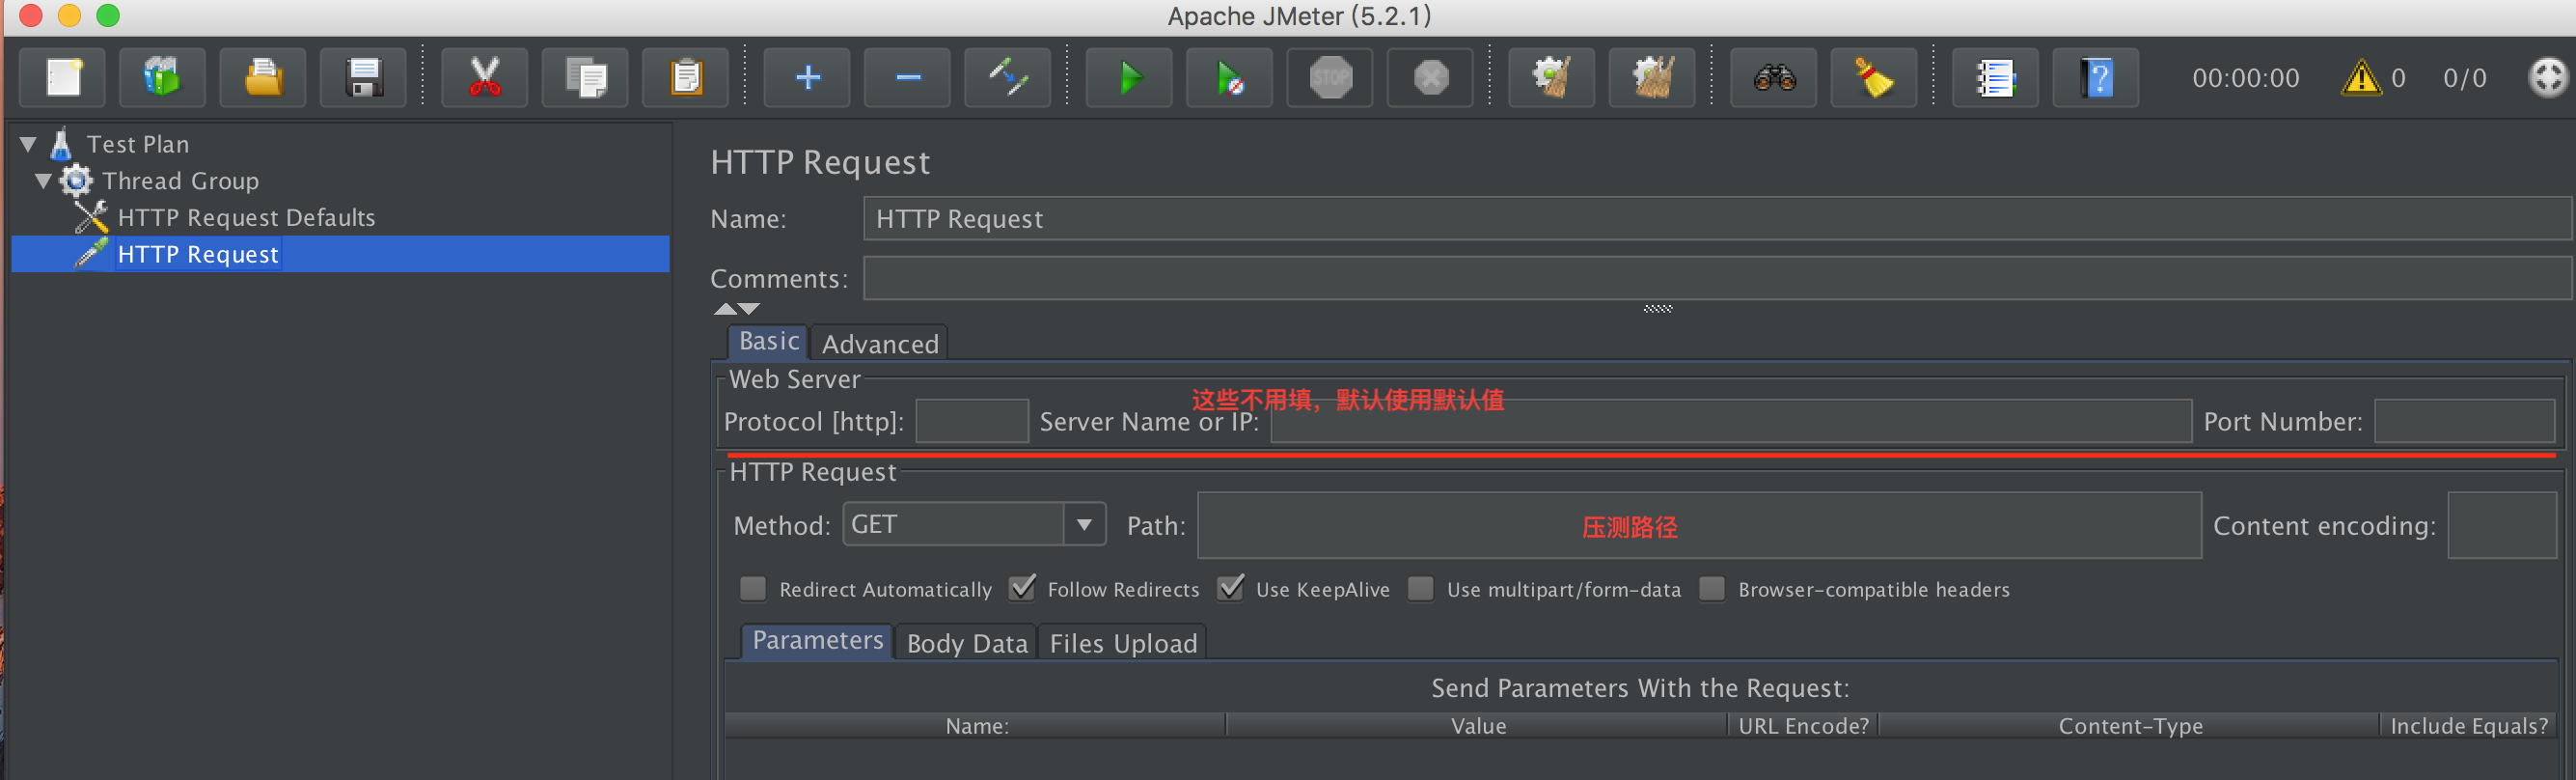 Apache JMeter (5.2.1)
STOP
00:00:00
0
0/0
Test Plan
Thread Group
HTTP Request Defaults
HTTP Request
HTTP Request
Name:
HTTP Request
Comments:
Basic
Advanced
Web Server
这些不用填，默认使用默认值
Protocol [http]:
Server Name or IP:
Port Number:
HTTP Request
Method:
GET
Path:
压测路径
Content encoding:
Redirect Automatically
Follow Redirects
Use KeepAlive
Use multipart/form-data
Browser-compatible headers
Parameters
Body Data
Files Upload
Send Parameters With the Request:
Name:
Value
URL Encode?
Content-Type
Include Equals?